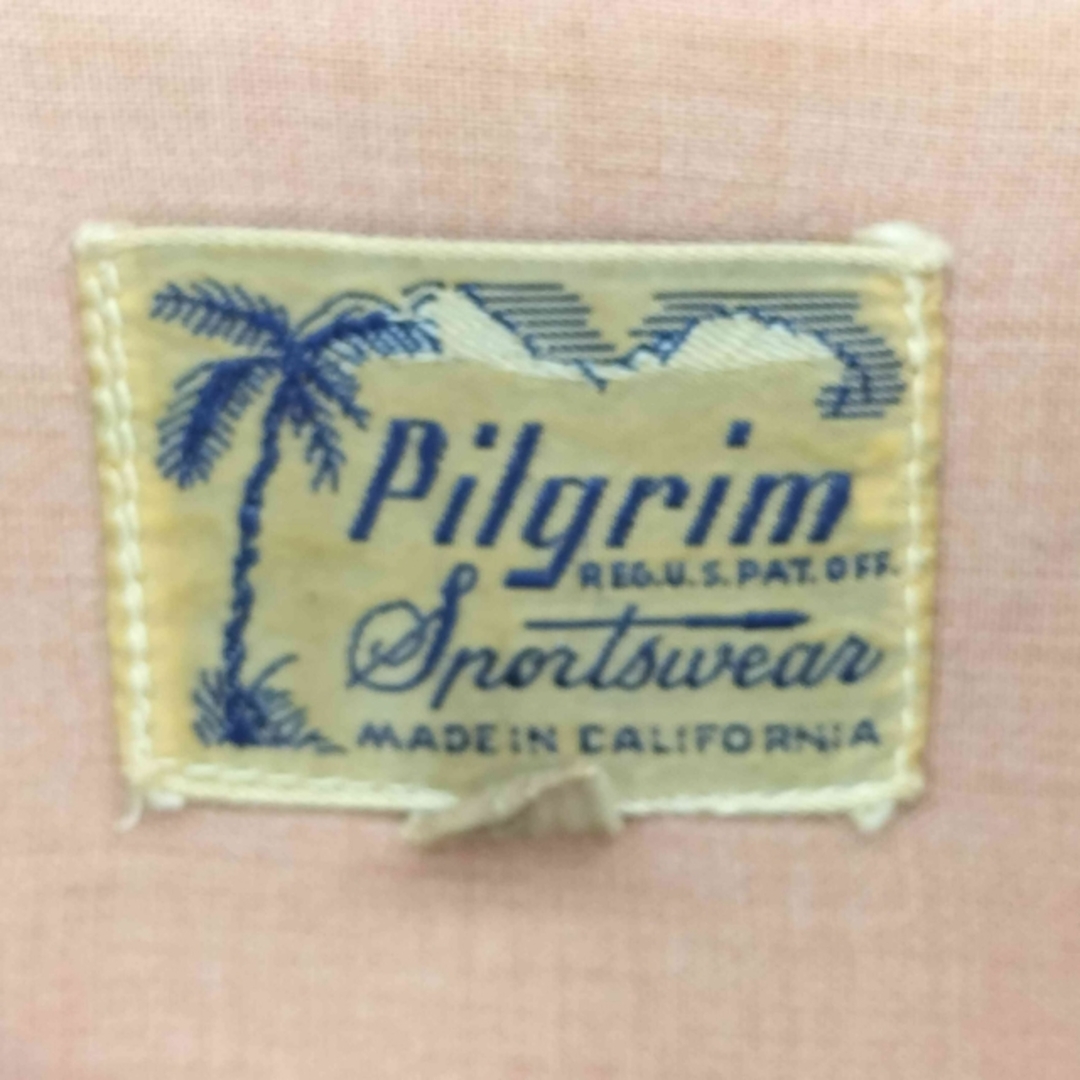 Pilgrim
REG.U.S.PAT.OFF.
Sportswear
MADE IN CALIFORNIA